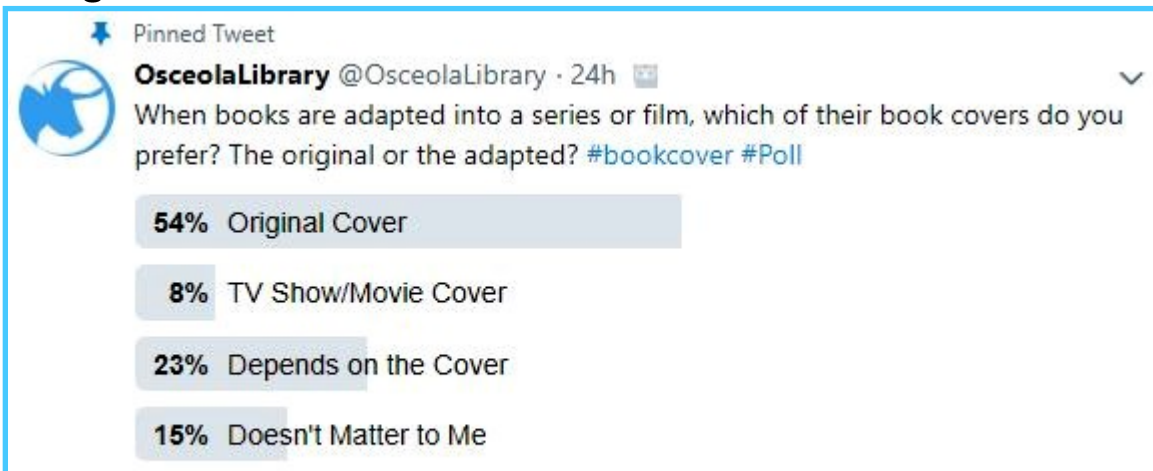 Pinned Tweet
OsceolaLibrary @OsceolaLibrary · 24h
When books are adapted into a series or film, which of their book covers do you
prefer? The original or the adapted? #bookcover #Poll
54% Original Cover
8% TV Show/Movie Cover
23% Depends on the Cover
15% Doesn't Matter to Me